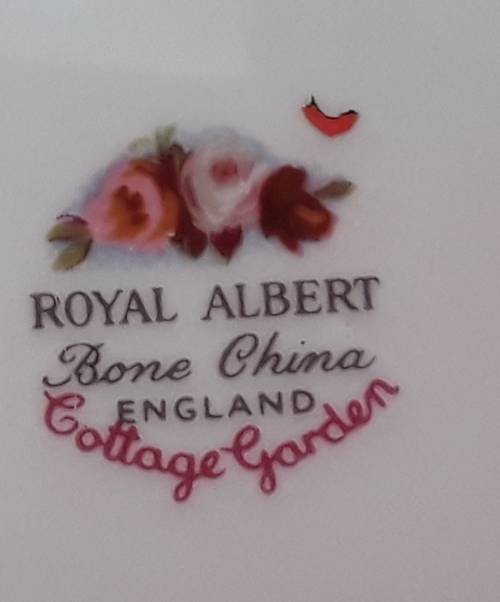 ROYAL ALBERT
Bone China
ENGLAND
Cottage Garden